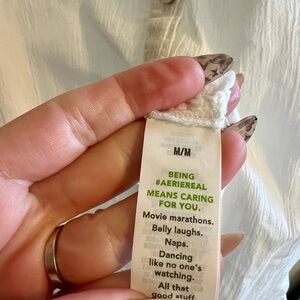 M/M
BEING
#AERIEREAL
MEANS CARING
FOR YOU.
Movie marathons.
Belly laughs.
Naps.
Dancing
like no one's
watching.
All that
good stuff